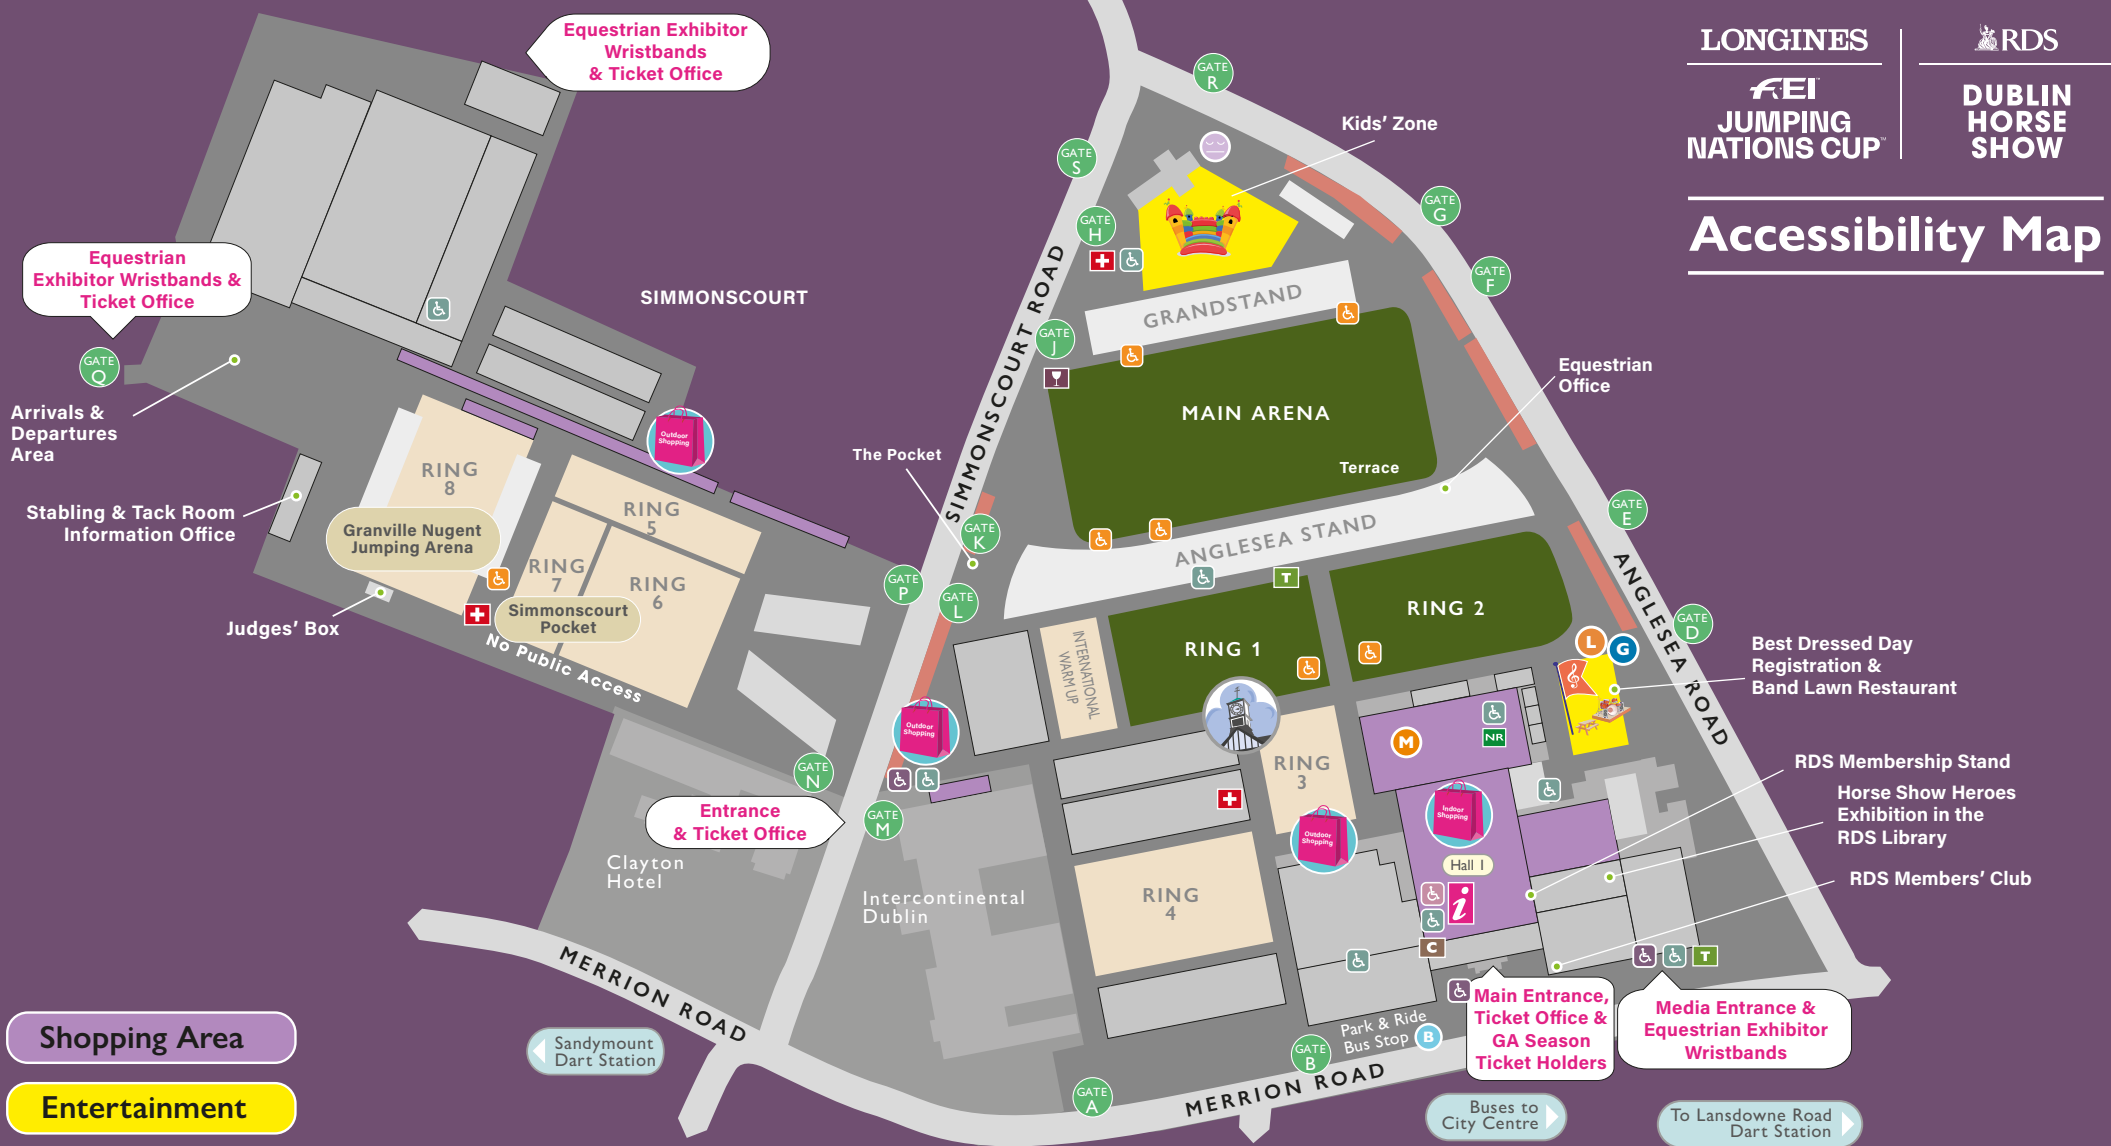 LONGINES
FEI
JUMPING
NATIONS CUP™
RDS
DUBLIN
HORSE
SHOW
Accessibility Map
Equestrian Exhibitor
Wristbands
& Ticket Office
Equestrian
Exhibitor Wristbands &
Ticket Office
GATE
Q
Arrivals &
Departures
Area
Stabling & Tack Room
Information Office
Judges' Box
SIMMONSCOURT
Outdoor
Shopping
RING
8
Granville Nugent
Jumping Arena
RING
5
RING
7
RING
6
Simmonscourt
Pocket
No Public Access
GATE
R
GATE
S
GATE
H
GATE
J
GATE
G
GATE
F
GATE
E
GATE
D
GATE
K
GATE
L
GATE
P
GATE
N
GATE
M
GATE
A
GATE
B
Kids' Zone
GRANDSTAND
MAIN ARENA
Terrace
Equestrian
Office
The Pocket
SIMMONSCOURT ROAD
ANGLESEA STAND
ANGLESEA ROAD
T
RING 1
RING 2
INTERNATIONAL
WARM UP
L
G
Best Dressed Day
Registration &
Band Lawn Restaurant
M
NR
RING
3
Outdoor
Shopping
Outdoor
Shopping
Indoor
Shopping
Hall 1
i
C
RING
4
RDS Membership Stand
Horse Show Heroes
Exhibition in the
RDS Library
RDS Members' Club
T
Entrance
& Ticket Office
Clayton
Hotel
Intercontinental
Dublin
Main Entrance,
Ticket Office &
GA Season
Ticket Holders
Media Entrance &
Equestrian Exhibitor
Wristbands
Park & Ride
Bus Stop
B
MERRION ROAD
MERRION ROAD
Sandymount
Dart Station
Buses to
City Centre
To Lansdowne Road
Dart Station
Shopping Area
Entertainment